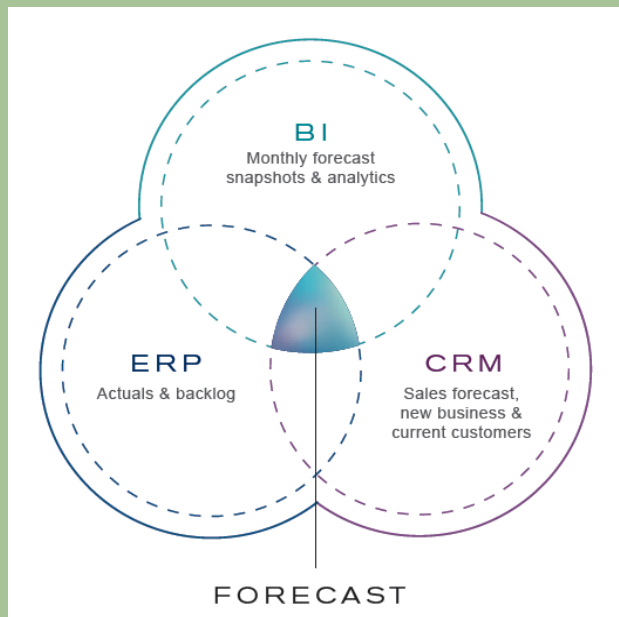 BI
Monthly forecast
snapshots & analytics
ERP
Actuals & backlog
CRM
Sales forecast,
new business &
current customers
FORECAST